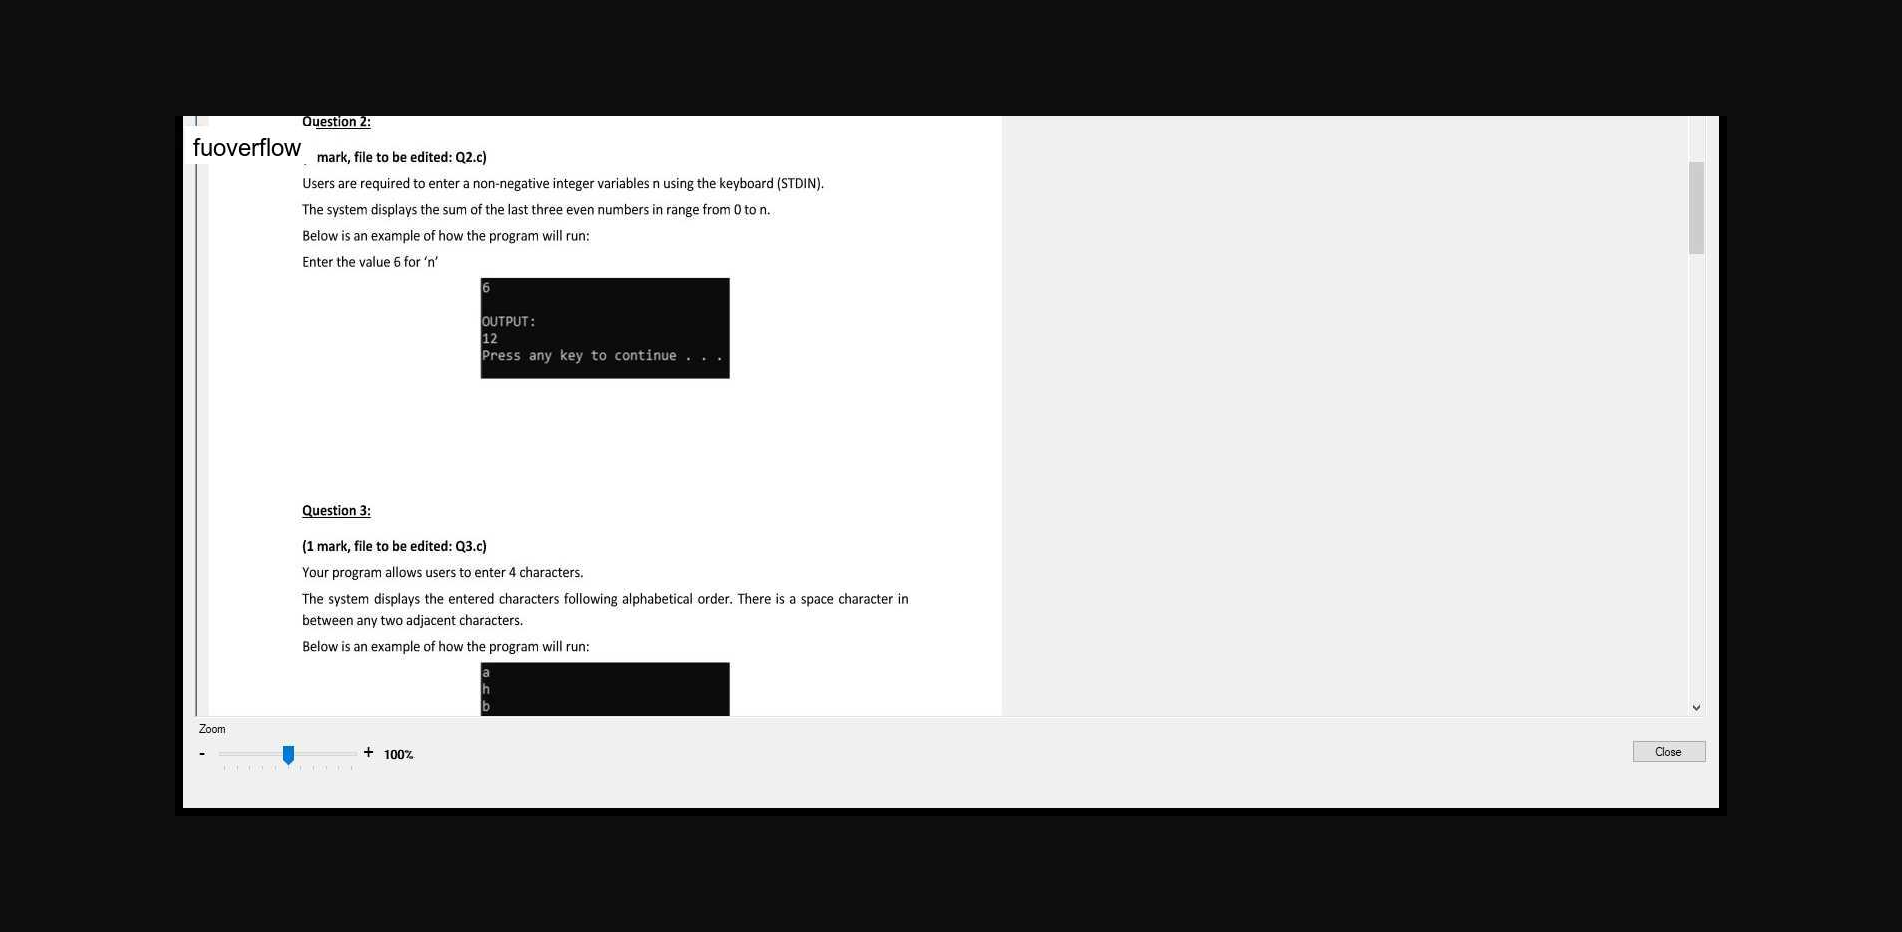 Question 2:
fuoverflow
mark, file to be edited: Q2.c)
Users are required to enter a non-negative integer variables n using the keyboard (STDIN).
The system displays the sum of the last three even numbers in range from 0 to n.
Below is an example of how the program will run:
Enter the value 6 for ‘n’
6
OUTPUT:
12
Press any key to continue . . .
Question 3:
(1 mark, file to be edited: Q3.c)
Your program allows users to enter 4 characters.
The system displays the entered characters following alphabetical order. There is a space character in
between any two adjacent characters.
Below is an example of how the program will run:
a
h
b
Zoom
- + 100%
Close